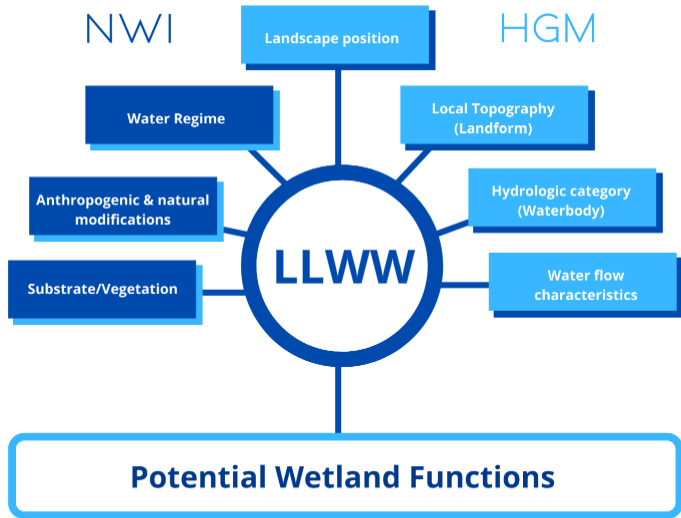 NWI
HGM
Landscape position
Water Regime
Local Topography
(Landform)
Anthropogenic & natural
modifications
Hydrologic category
(Waterbody)
Substrate/Vegetation
Water flow
characteristics
LLWW
Potential Wetland Functions